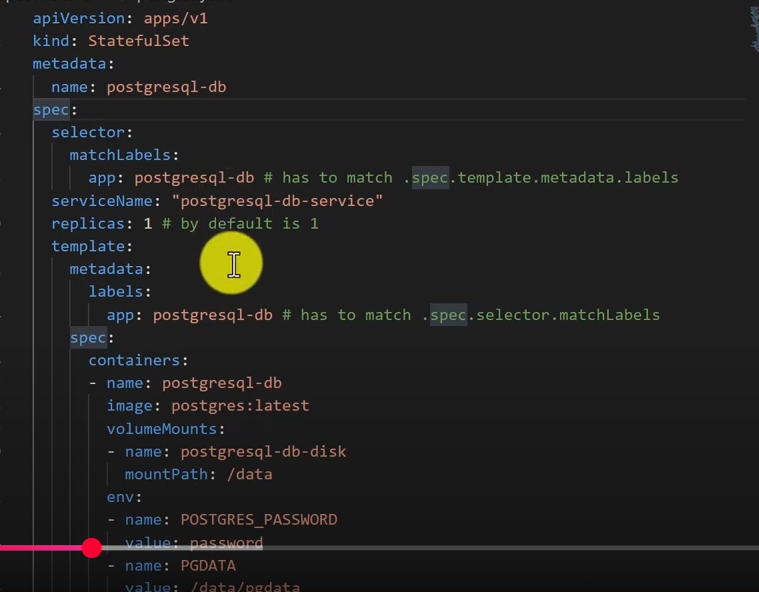 apiVersion: apps/v1
kind: StatefulSet
metadata:
  name: postgresql-db
spec:
  selector:
    matchLabels:
      app: postgresql-db # has to match .spec.template.metadata.labels
  serviceName: "postgresql-db-service"
  replicas: 1 # by default is 1
  template:
    metadata:
      labels:
        app: postgresql-db # has to match .spec.selector.matchLabels
    spec:
      containers:
      - name: postgresql-db
        image: postgres:latest
        volumeMounts:
        - name: postgresql-db-disk
          mountPath: /data
        env:
        - name: POSTGRES_PASSWORD
          value: password
        - name: PGDATA
          value: /data/pgdata